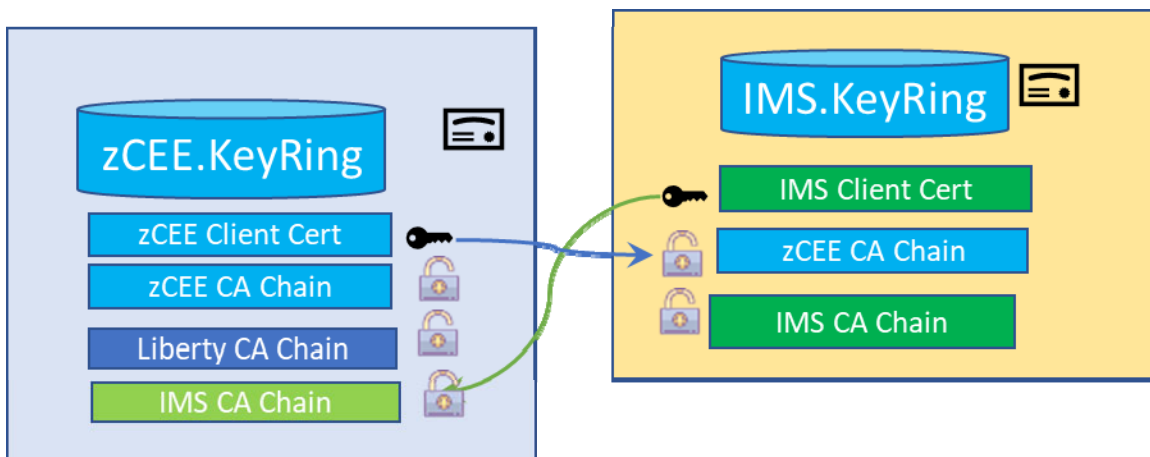 zCEE.KeyRing
zCEE Client Cert
zCEE CA Chain
Liberty CA Chain
IMS CA Chain
IMS.KeyRing
IMS Client Cert
zCEE CA Chain
IMS CA Chain